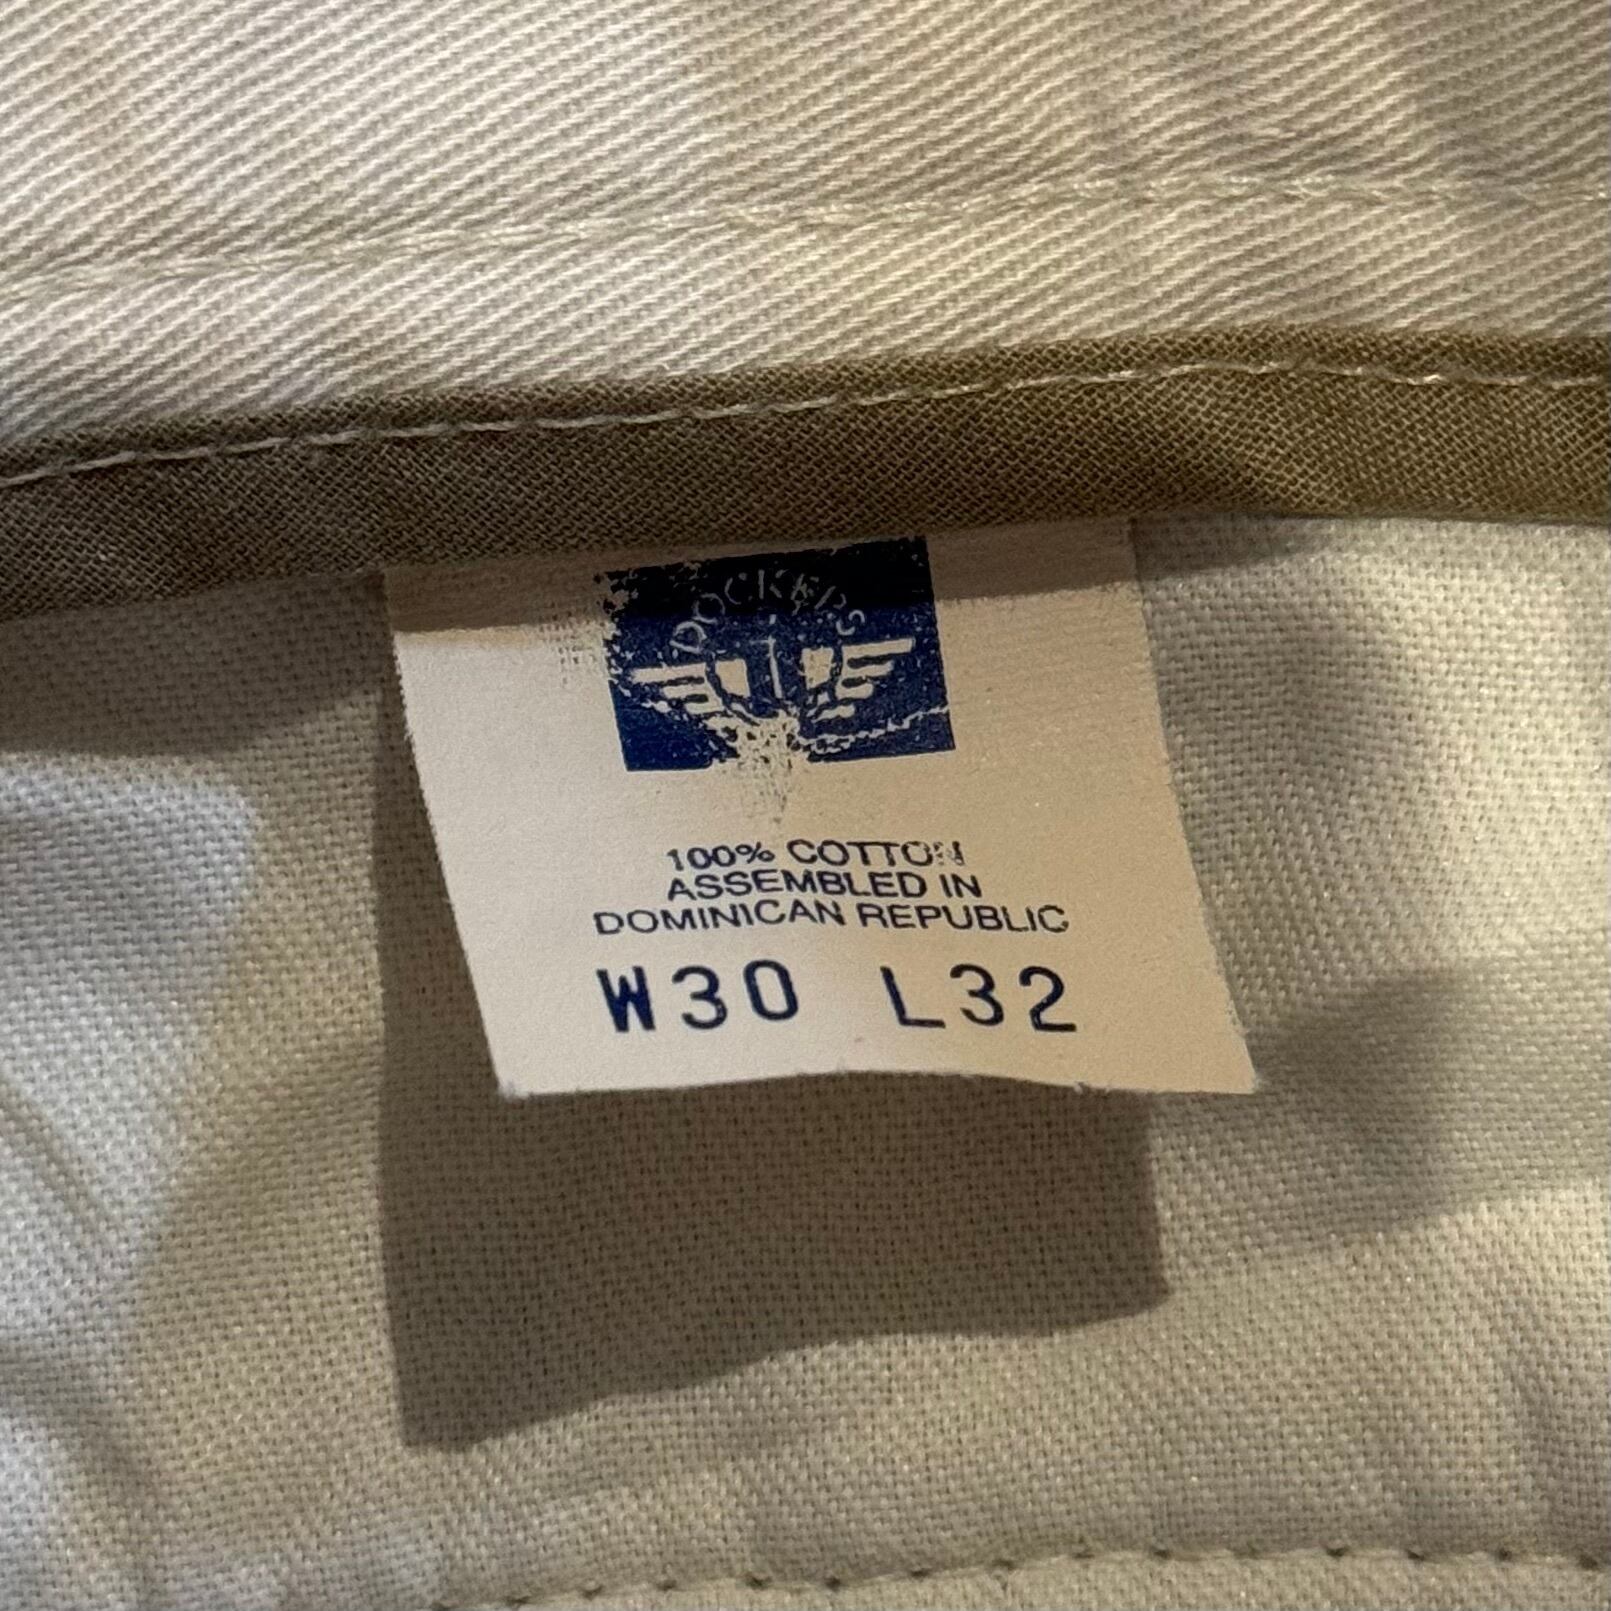 DOCKERS
100% COTTON
ASSEMBLED IN
DOMINICAN REPUBLIC
W30 L32